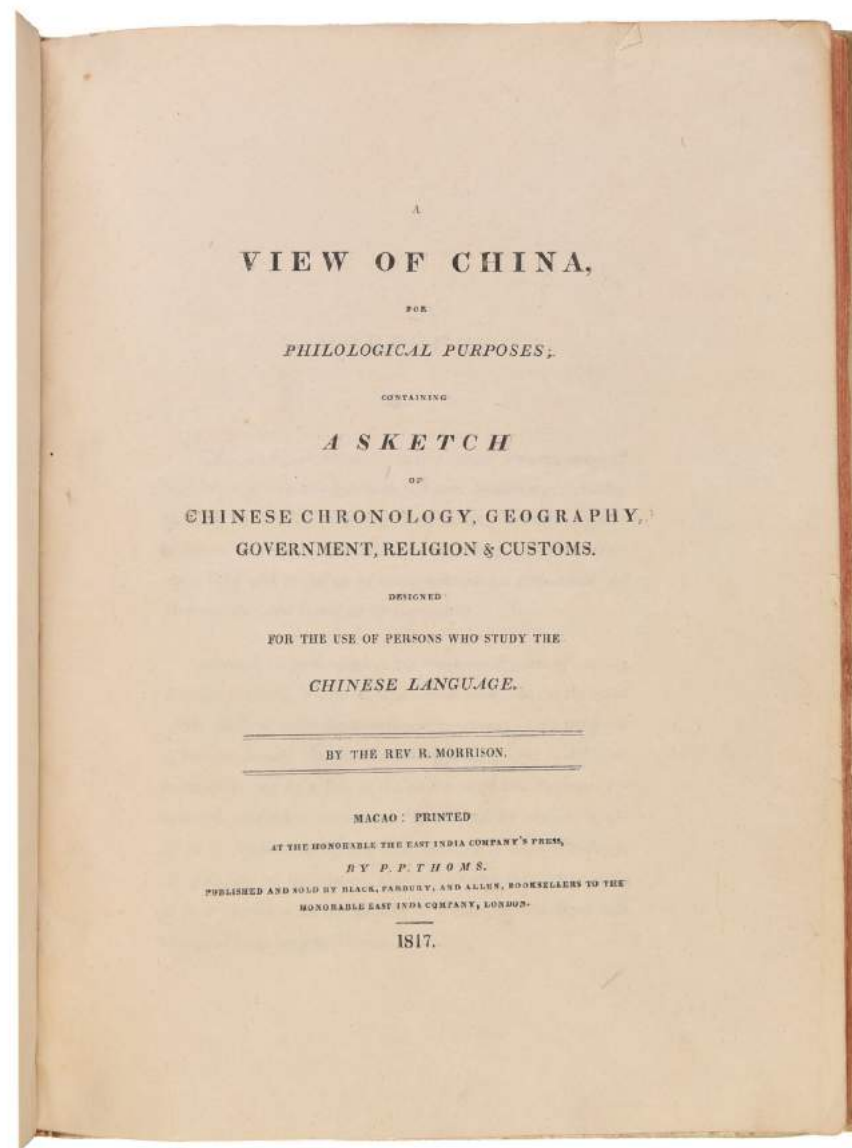 A
VIEW OF CHINA,
FOR
PHILOLOGICAL PURPOSES;
CONTAINING
A SKETCH
OF
CHINESE CHRONOLOGY, GEOGRAPHY,
GOVERNMENT, RELIGION & CUSTOMS.
DESIGNED
FOR THE USE OF PERSONS WHO STUDY THE
CHINESE LANGUAGE.
BY THE REV. R. MORRISON.
MACAO: PRINTED
AT THE HONORABLE THE EAST INDIA COMPANY'S PRESS,
BY P. P. THOMS.
PUBLISHED AND SOLD BY BLACK, PARBURY, AND ALLEN, BOOKSELLERS TO THE
HONORABLE EAST INDIA COMPANY, LONDON.
1817.